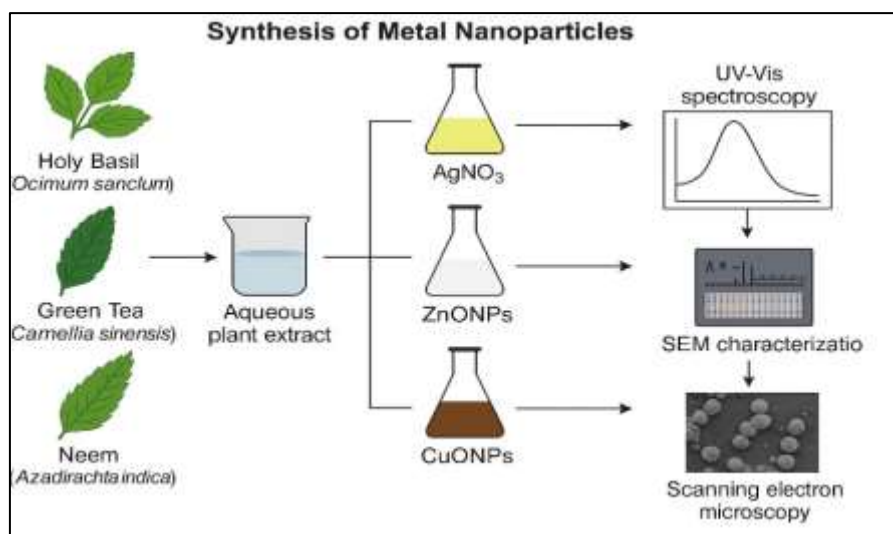 Synthesis of Metal Nanoparticles
Holy Basil
(Ocimum sanclum)
Green Tea
Camellia sinensis)
Neem
(Azadirachta indica)
Aqueous
plant extract
AgNO₃
ZnONPs
CuONPs
UV-Vis
spectroscopy
SEM characterizatio
Scanning electron
microscopy